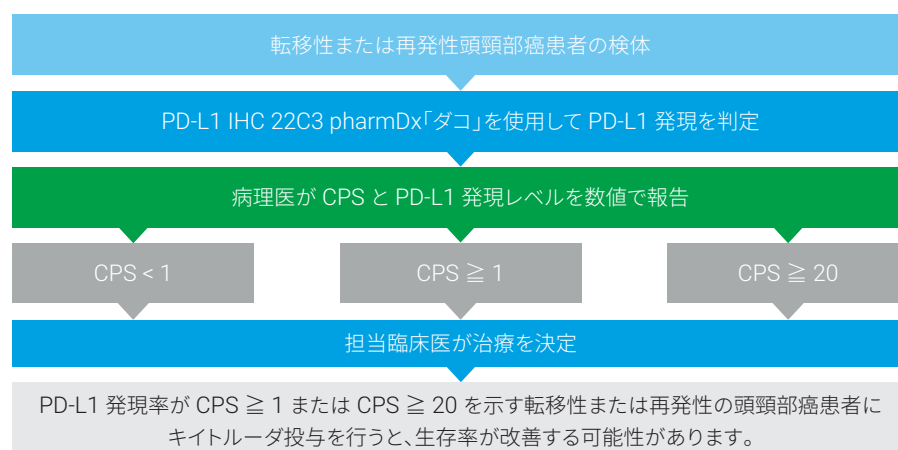 転移性または再発性頭頸部癌患者の検体
PD-L1 IHC 22C3 pharmDx「ダコ」を使用して PD-L1 発現を判定
病理医が CPS と PD-L1 発現レベルを数値で報告
CPS < 1
CPS ≧ 1
CPS ≧ 20
担当臨床医が治療を決定
PD-L1 発現率が CPS ≧ 1 または CPS ≧ 20 を示す転移性または再発性の頭頸部癌患者に
キイトルーダ投与を行うと、生存率が改善する可能性があります。